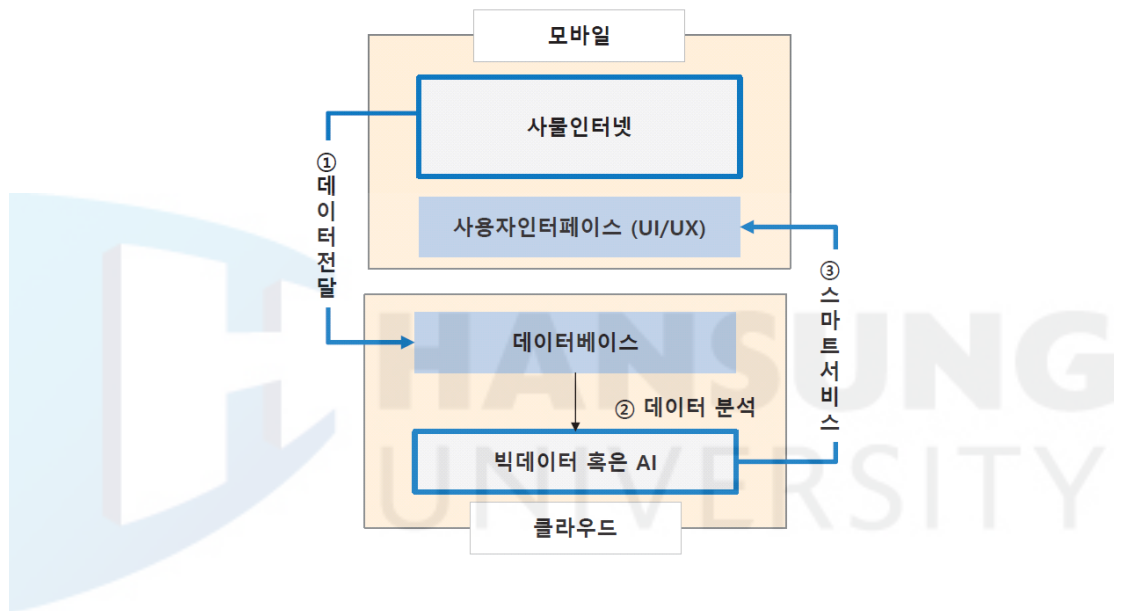 모바일
사물인터넷
사용자인터페이스 (UI/UX)
① 데이터전달
③ 스마트서비스
데이터베이스
② 데이터 분석
빅데이터 혹은 AI
클라우드
HANSUNG
UNIVERSITY